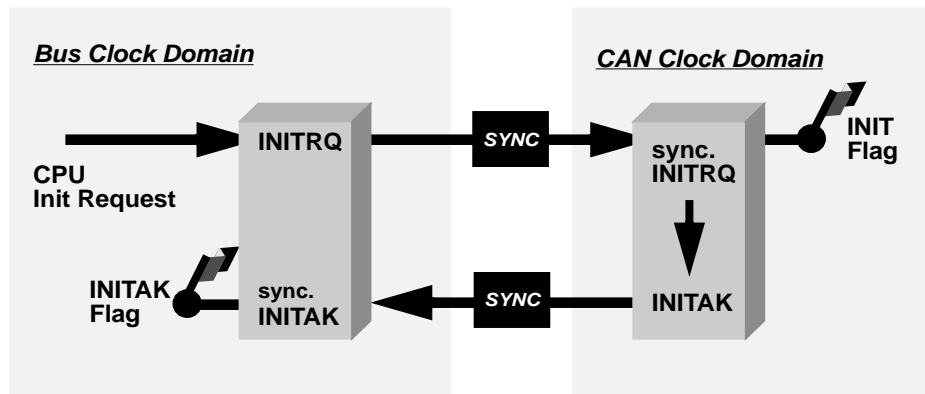 Bus Clock Domain
CAN Clock Domain
INITRQ
SYNC
sync.
INITRQ
INIT
Flag
CPU
Init Request
INITAK
Flag
sync.
INITAK
SYNC
INITAK